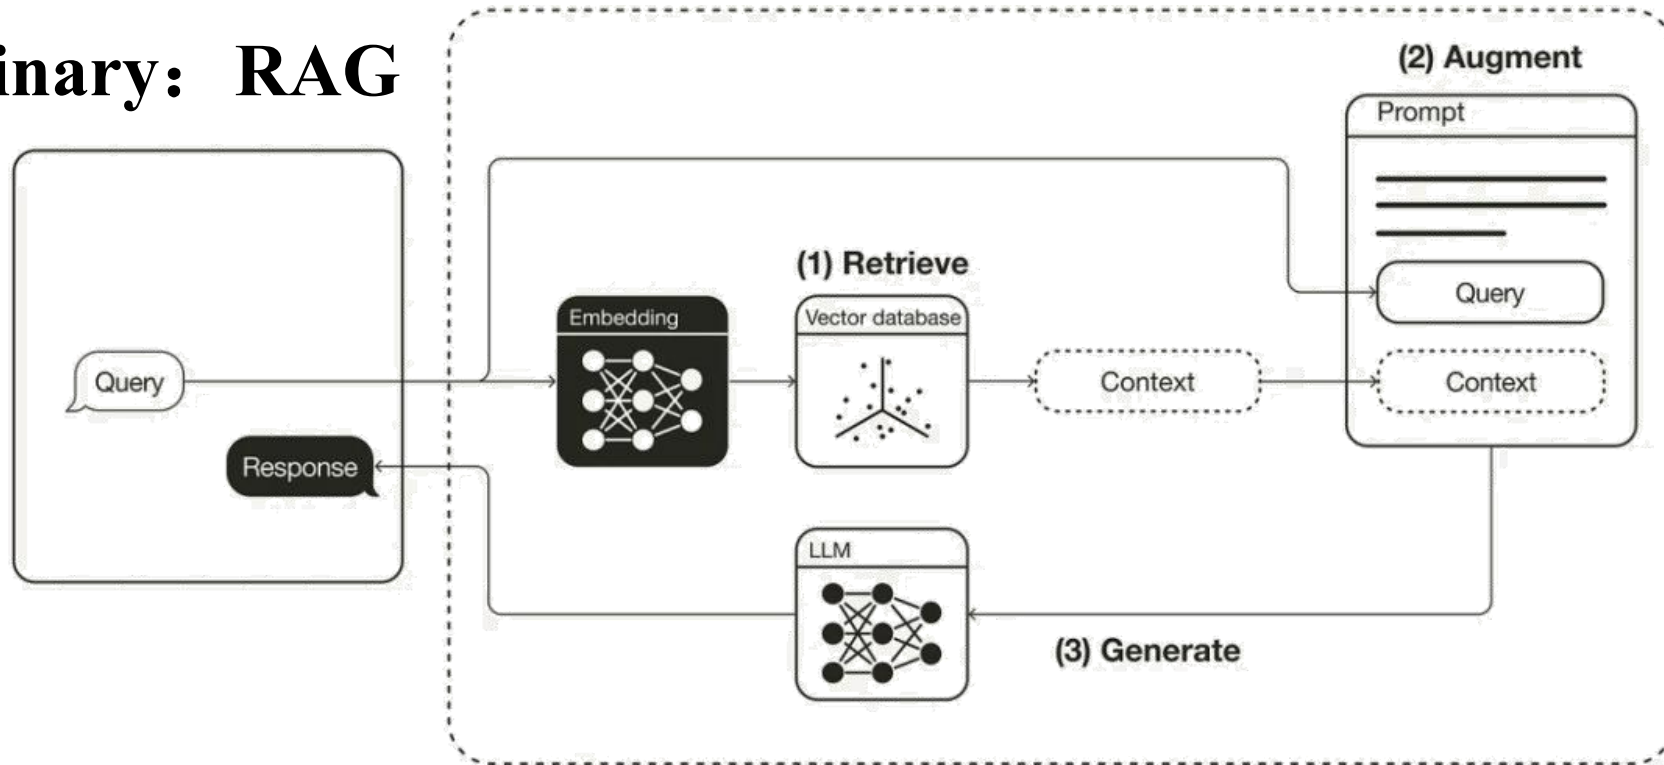 inary：RAG
(2) Augment
Prompt
(1) Retrieve
Embedding
Vector database
Query
Query
Context
Context
Response
LLM
(3) Generate